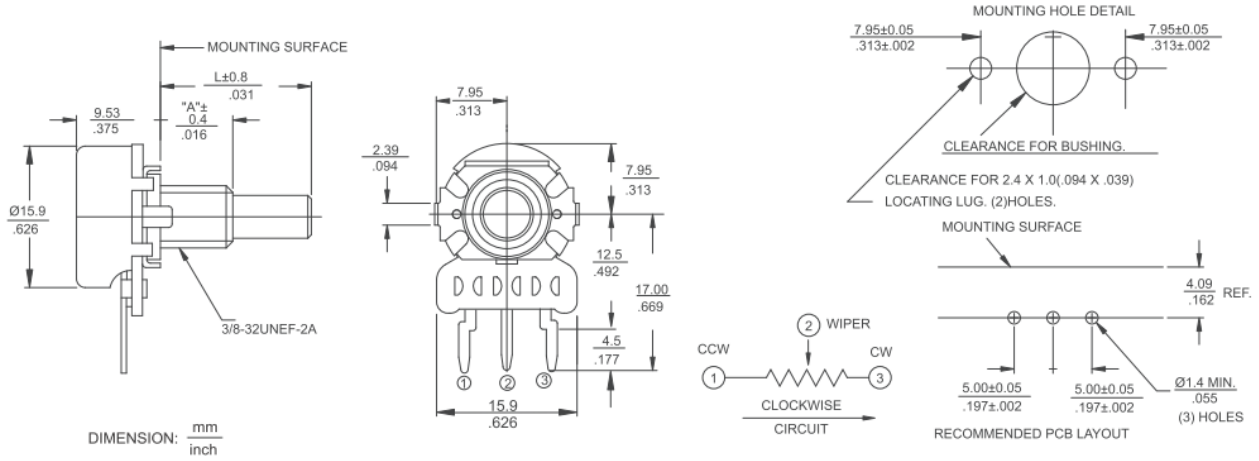 MOUNTING SURFACE
L±0.8
.031
"A"±
0.4
.016
9.53
.375
Ø15.9
.626
3/8-32UNEF-2A
DIMENSION: mm
inch
7.95
.313
2.39
.094
7.95
.313
12.5
.492
17.00
.669
4.5
.177
1
2
3
15.9
.626
MOUNTING HOLE DETAIL
7.95±0.05
.313±.002
7.95±0.05
.313±.002
CLEARANCE FOR BUSHING.
CLEARANCE FOR 2.4 X 1.0(.094 X .039)
LOCATING LUG. (2)HOLES.
2 WIPER
CCW
CW
1
3
CLOCKWISE
CIRCUIT
MOUNTING SURFACE
4.09
.162
REF.
5.00±0.05
.197±.002
5.00±0.05
.197±.002
Ø1.4 MIN.
.055
(3) HOLES
RECOMMENDED PCB LAYOUT